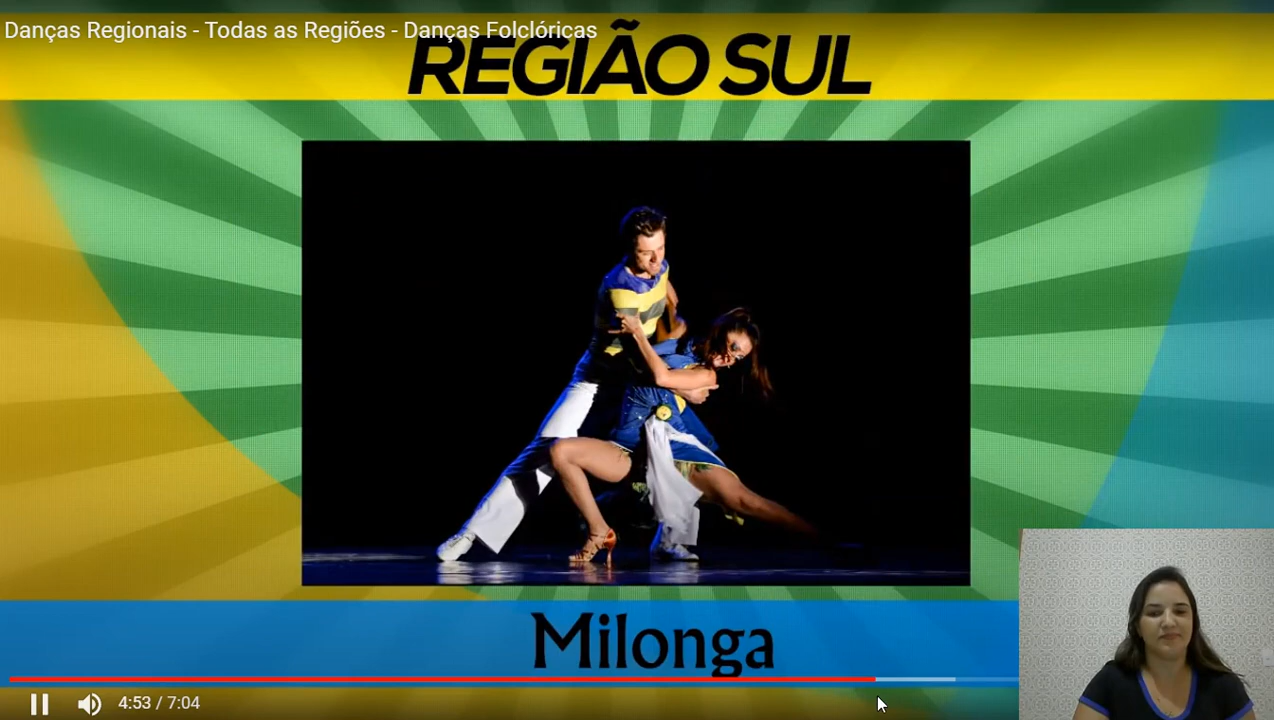 Danças Regionais - Todas as Regiões - Danças Folclóricas
REGIÃO SUL
Milonga
4:53 / 7:04